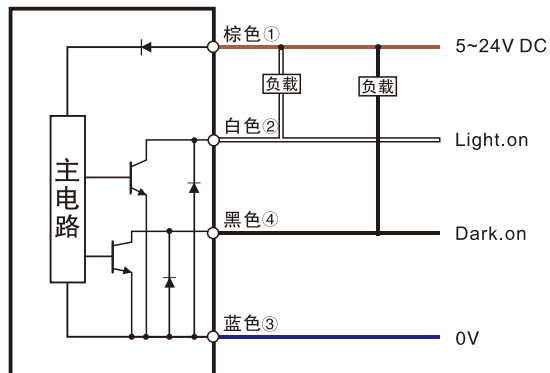 棕色①
5~24V DC
负载
负载
白色②
Light.on
主电路
黑色④
Dark.on
蓝色③
0V